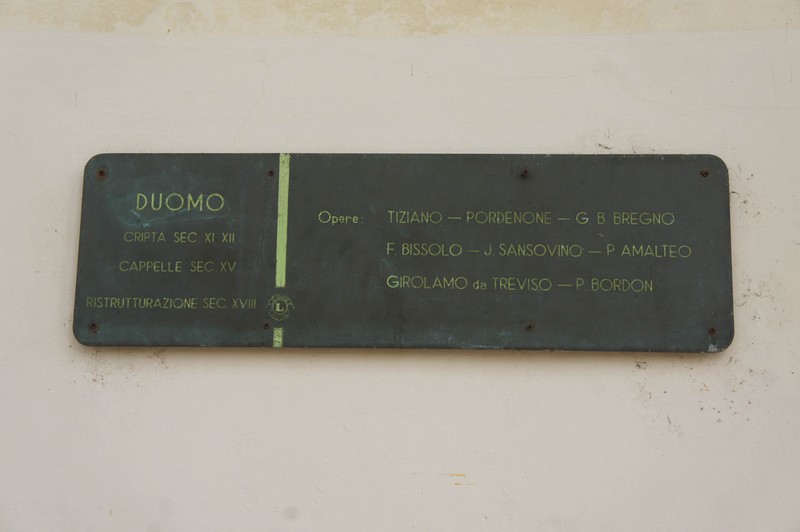 DUOMO
CRIPTA SEC. XI XII
CAPPELLE SEC XV
RISTRUTTURAZIONE SEC. XVIII
L
Opere: TIZIANO — PORDENONE — G. B. BREGNO
F. BISSOLO — J. SANSOVINO — P. AMALTEO
GIROLAMO da TREVISO — P. BORDON